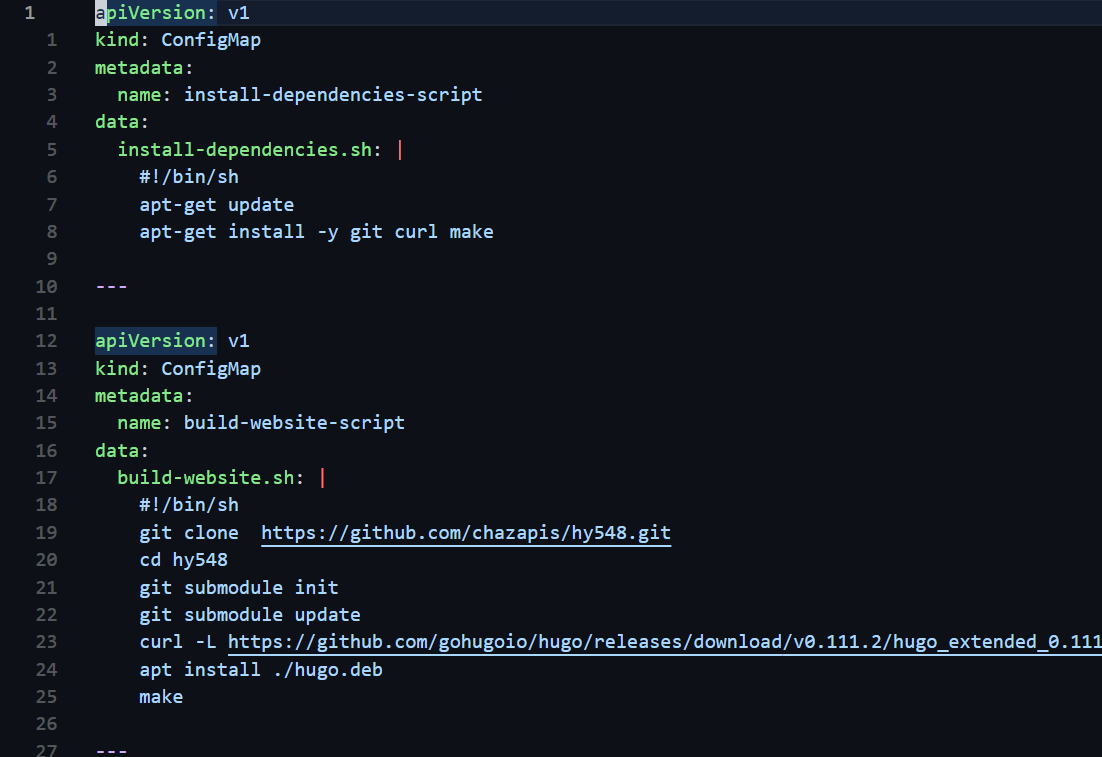 1 apiVersion: v1
1 kind: ConfigMap
2 metadata:
3   name: install-dependencies-script
4 data:
5   install-dependencies.sh: |
6     #!/bin/sh
7     apt-get update
8     apt-get install -y git curl make
9
10 ---
11
12 apiVersion: v1
13 kind: ConfigMap
14 metadata:
15   name: build-website-script
16 data:
17   build-website.sh: |
18     #!/bin/sh
19     git clone  https://github.com/chazapis/hy548.git
20     cd hy548
21     git submodule init
22     git submodule update
23     curl -L https://github.com/gohugoio/hugo/releases/download/v0.111.2/hugo_extended_0.111
24     apt install ./hugo.deb
25     make
26
27 ---